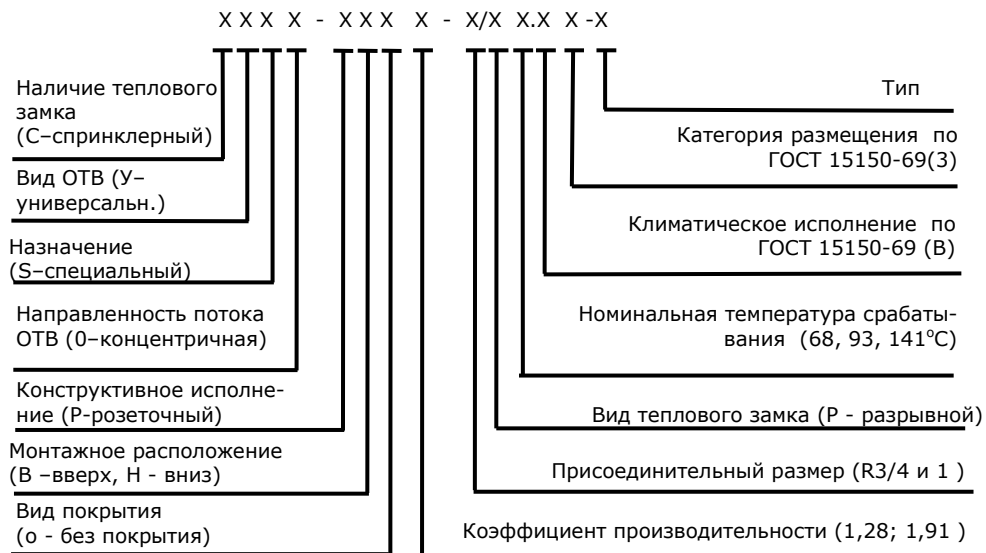 X X X X - X X X X - X/X X.X X -X
Наличие теплового
замка
(С–спринклерный)
Вид ОТВ (У–
универсальн.)
Назначение
(S–специальный)
Направленность потока
ОТВ (0–концентричная)
Конструктивное исполне-
ние (Р-розеточный)
Монтажное расположение
(В –вверх, Н - вниз)
Вид покрытия
(о - без покрытия)
Тип
Категория размещения по
ГОСТ 15150-69(3)
Климатическое исполнение по
ГОСТ 15150-69 (В)
Номинальная температура срабаты-
вания (68, 93, 141°С)
Вид теплового замка (Р - разрывной)
Присоединительный размер (R3/4 и 1 )
Коэффициент производительности (1,28; 1,91 )